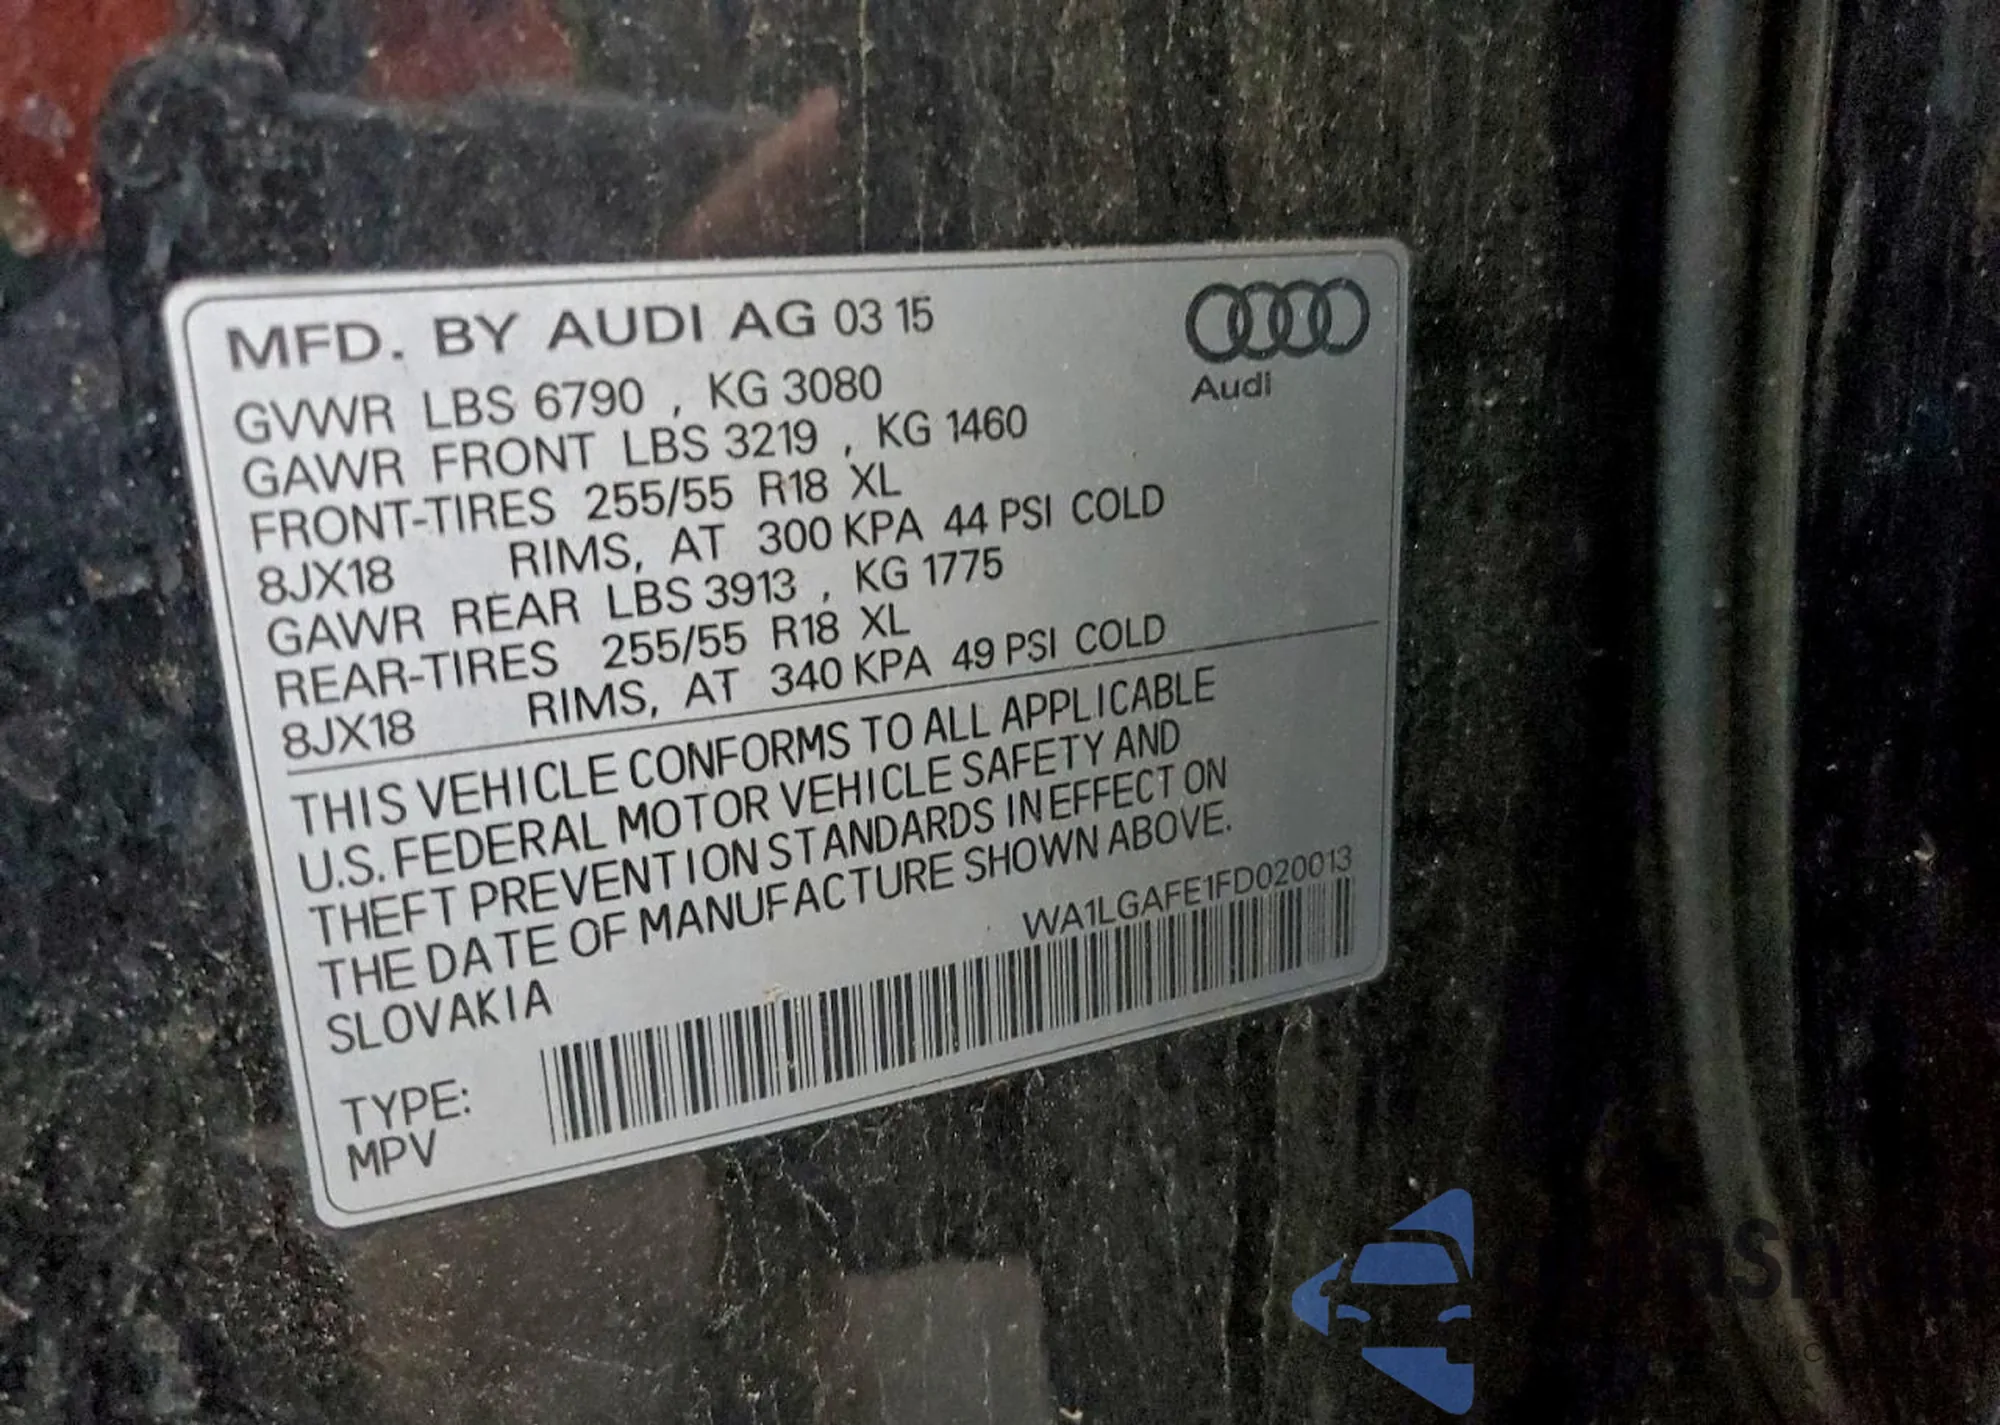 MFD. BY AUDI AG 03 15
Audi
GVWR LBS 6790 , KG 3080
GAWR FRONT LBS 3219 , KG 1460
FRONT-TIRES 255/55 R18 XL
8JX18 RIMS, AT 300 KPA 44 PSI COLD
GAWR REAR LBS 3913 , KG 1775
REAR-TIRES 255/55 R18 XL
8JX18 RIMS, AT 340 KPA 49 PSI COLD
THIS VEHICLE CONFORMS TO ALL APPLICABLE
U.S. FEDERAL MOTOR VEHICLE SAFETY AND
THEFT PREVENTION STANDARDS IN EFFECT ON
THE DATE OF MANUFACTURE SHOWN ABOVE.
SLOVAKIA
WA1LGAFE1FD020013
TYPE:
MPV